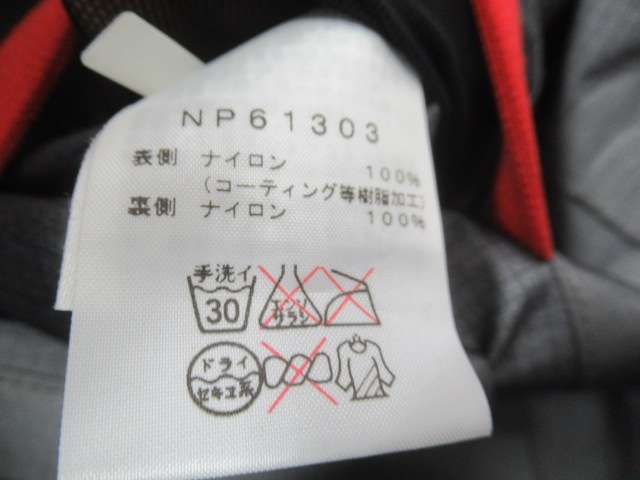 NP61303
表側 ナイロン 100%
(コーティング等樹脂加工)
裏側 ナイロン 100%
手洗イ
30
エンソ
サラシ
ドライ
セキユ系